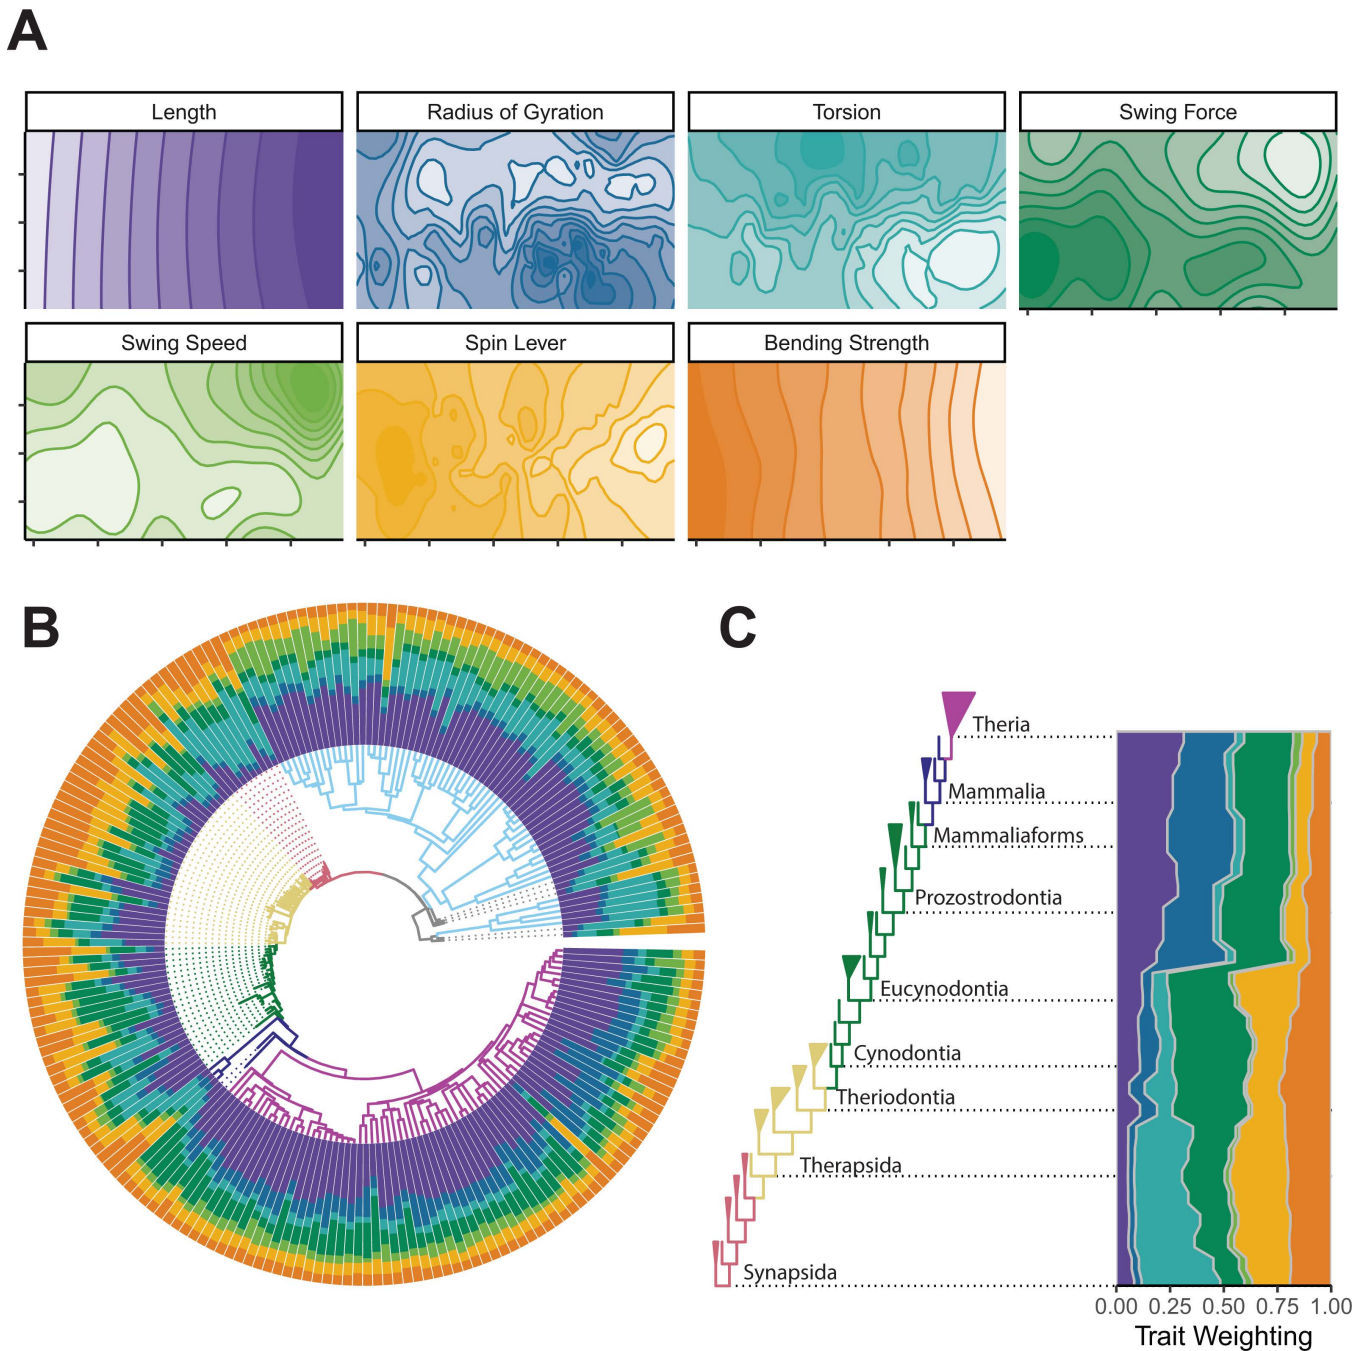 A
Length
Radius of Gyration
Torsion
Swing Force
Swing Speed
Spin Lever
Bending Strength
B
C
Theria
Mammalia
Mammaliaforms
Prozostrodontia
Eucynodontia
Cynodontia
Theriodontia
Therapsida
Synapsida
0.00 0.25 0.50 0.75 1.00
Trait Weighting